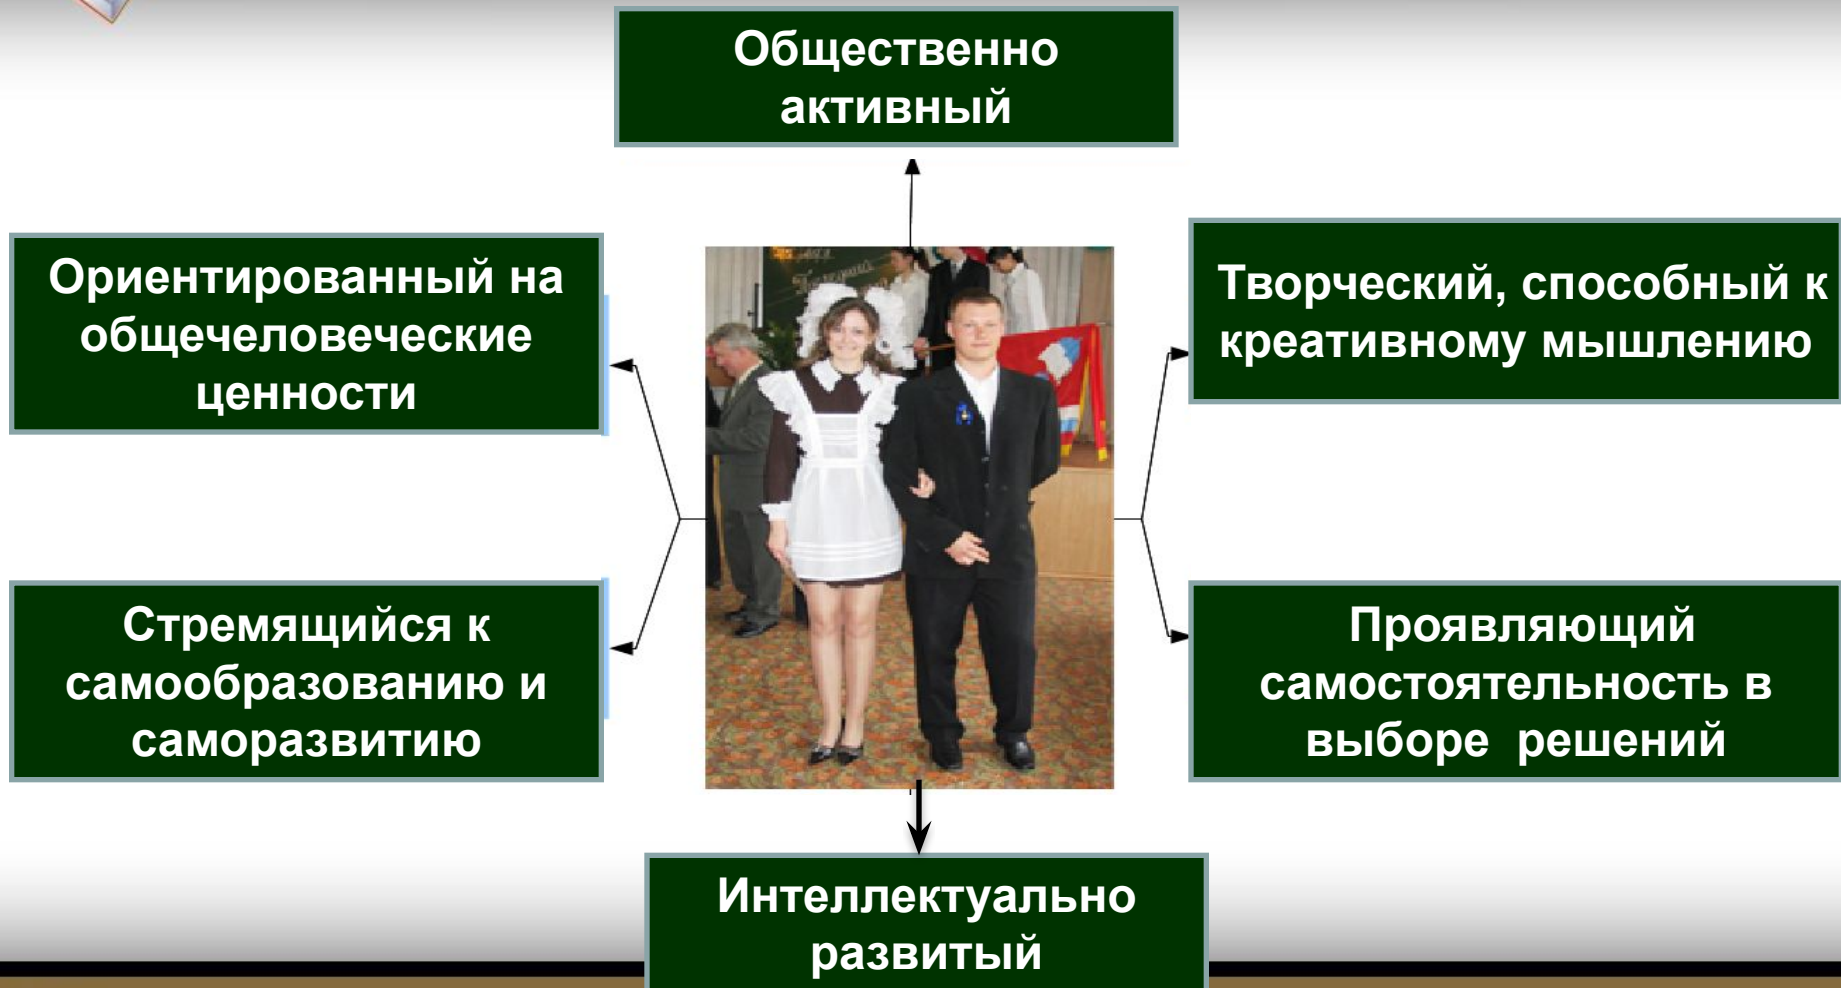 Общественно
активный
Ориентированный на
общечеловеческие
ценности
Творческий, способный к
креативному мышлению
Стремящийся к
самообразованию и
саморазвитию
Проявляющий
самостоятельность в
выборе решений
Интеллектуально
развитый